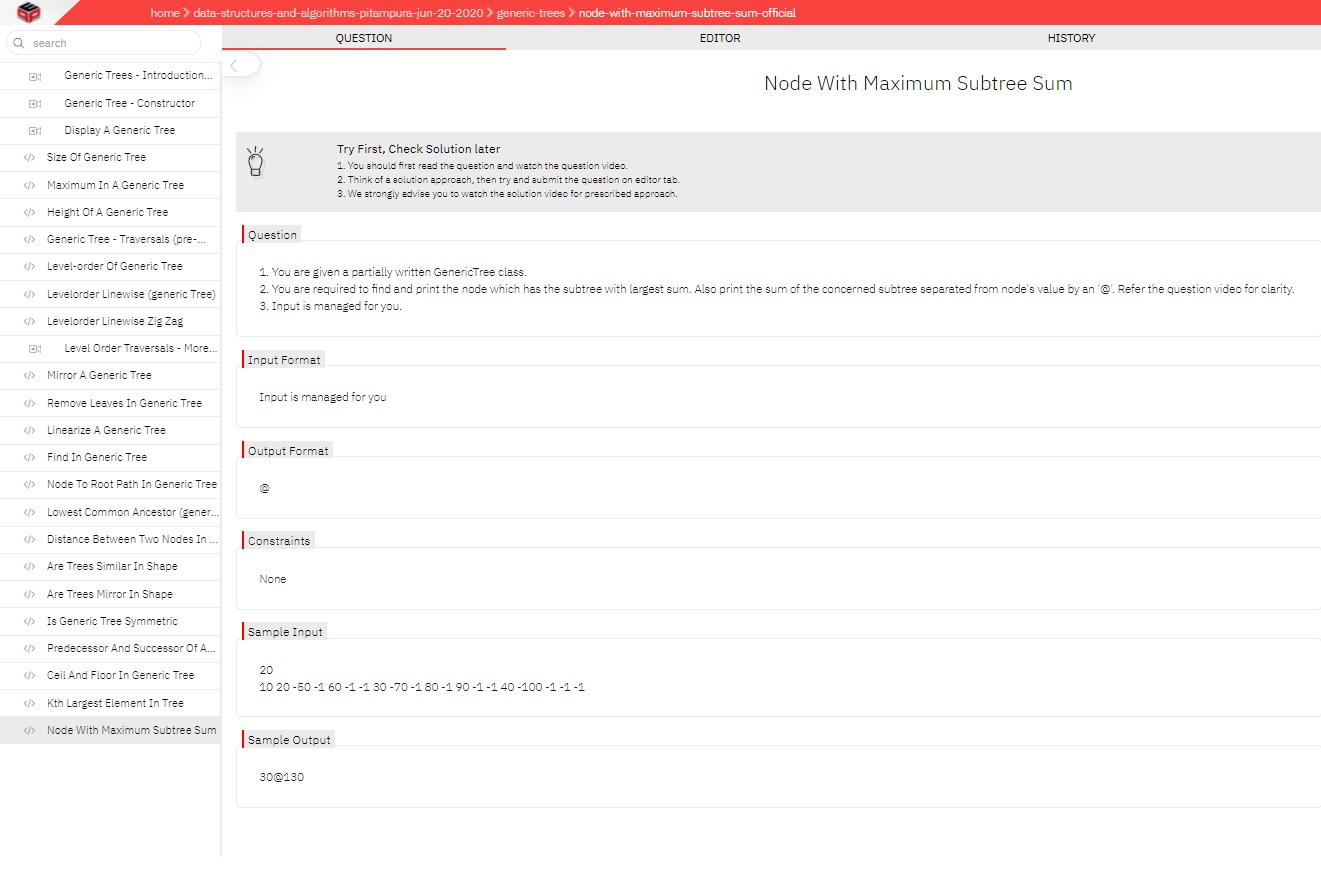 home > data-structures-and-algorithms-pitampura-jun-20-2020 > generic-trees > node-with-maximum-subtree-sum-official
search
Generic Trees - Introduction...
Generic Tree - Constructor
Display A Generic Tree
Size Of Generic Tree
Maximum In A Generic Tree
Height Of A Generic Tree
Generic Tree - Traversals (pre-...
Level-order Of Generic Tree
Levelorder Linewise (generic Tree)
Levelorder Linewise Zig Zag
Level Order Traversals - More...
Mirror A Generic Tree
Remove Leaves In Generic Tree
Linearize A Generic Tree
Find In Generic Tree
Node To Root Path In Generic Tree
Lowest Common Ancestor (gener...
Distance Between Two Nodes In ...
Are Trees Similar In Shape
Are Trees Mirror In Shape
Is Generic Tree Symmetric
Predecessor And Successor Of A...
Ceil And Floor In Generic Tree
Kth Largest Element In Tree
Node With Maximum Subtree Sum
QUESTION EDITOR HISTORY
Node With Maximum Subtree Sum
Try First, Check Solution later
1. You should first read the question and watch the question video.
2. Think of a solution approach, then try and submit the question on editor tab.
3. We strongly advise you to watch the solution video for prescribed approach.
Question
1. You are given a partially written GenericTree class.
2. You are required to find and print the node which has the subtree with largest sum. Also print the sum of the concerned subtree separated from node's value by an '@'. Refer the question video for clarity.
3. Input is managed for you.
Input Format
Input is managed for you
Output Format
@
Constraints
None
Sample Input
20
10 20 -50 -1 60 -1 -1 30 -70 -1 80 -1 90 -1 -1 40 -100 -1 -1 -1
Sample Output
30@130